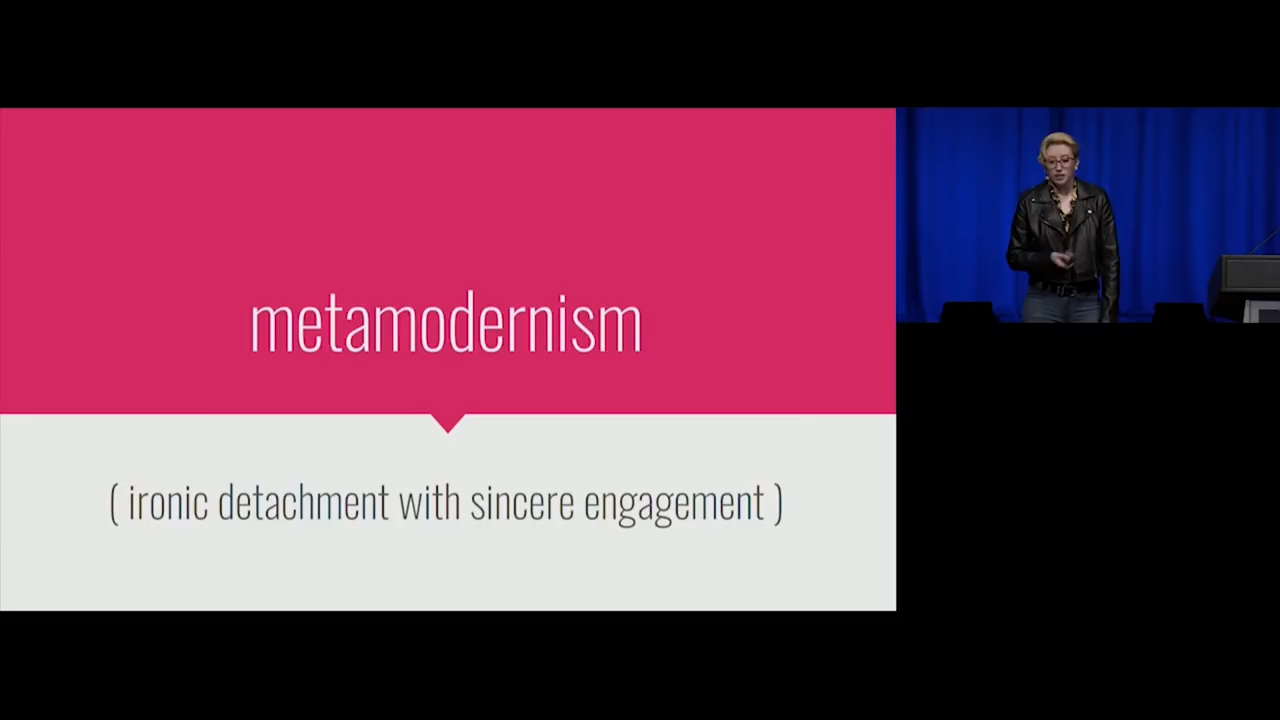 metamodernism
( ironic detachment with sincere engagement )